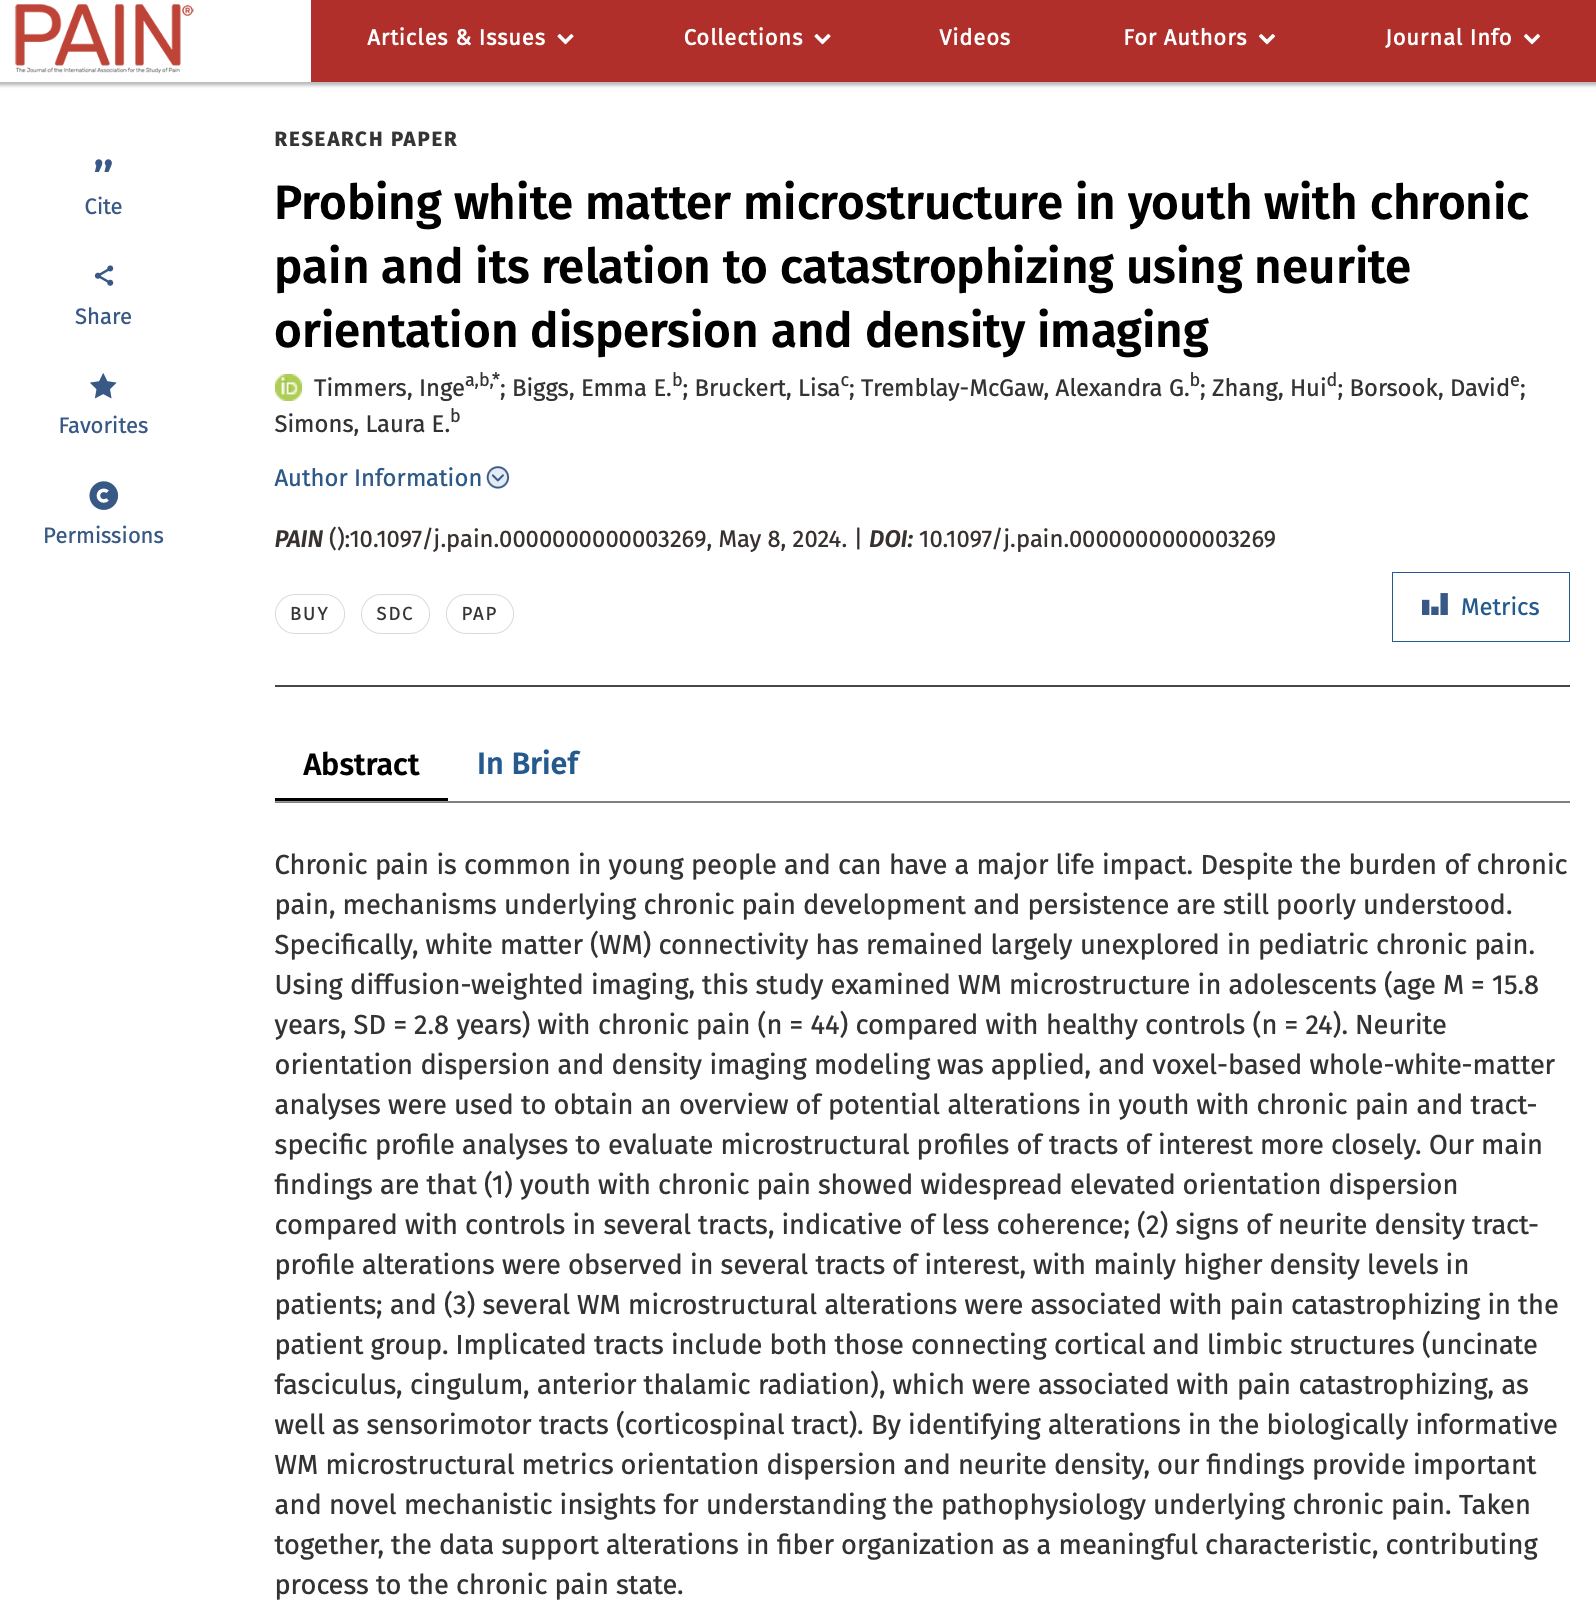 PAIN®
The Journal of the International Association for the Study of Pain
Articles & Issues
Collections
Videos
For Authors
Journal Info
Cite
Share
Favorites
Permissions
RESEARCH PAPER
Probing white matter microstructure in youth with chronic
pain and its relation to catastrophizing using neurite
orientation dispersion and density imaging
iD Timmers, Inge^a,b,*; Biggs, Emma E.^b; Bruckert, Lisa^c; Tremblay-McGaw, Alexandra G.^b; Zhang, Hui^d; Borsook, David^e;
Simons, Laura E.^b
Author Information
PAIN ():10.1097/j.pain.0000000000003269, May 8, 2024. | DOI: 10.1097/j.pain.0000000000003269
BUY
SDC
PAP
Metrics
Abstract
In Brief
Chronic pain is common in young people and can have a major life impact. Despite the burden of chronic
pain, mechanisms underlying chronic pain development and persistence are still poorly understood.
Specifically, white matter (WM) connectivity has remained largely unexplored in pediatric chronic pain.
Using diffusion-weighted imaging, this study examined WM microstructure in adolescents (age M = 15.8
years, SD = 2.8 years) with chronic pain (n = 44) compared with healthy controls (n = 24). Neurite
orientation dispersion and density imaging modeling was applied, and voxel-based whole-white-matter
analyses were used to obtain an overview of potential alterations in youth with chronic pain and tract-
specific profile analyses to evaluate microstructural profiles of tracts of interest more closely. Our main
findings are that (1) youth with chronic pain showed widespread elevated orientation dispersion
compared with controls in several tracts, indicative of less coherence; (2) signs of neurite density tract-
profile alterations were observed in several tracts of interest, with mainly higher density levels in
patients; and (3) several WM microstructural alterations were associated with pain catastrophizing in the
patient group. Implicated tracts include both those connecting cortical and limbic structures (uncinate
fasciculus, cingulum, anterior thalamic radiation), which were associated with pain catastrophizing, as
well as sensorimotor tracts (corticospinal tract). By identifying alterations in the biologically informative
WM microstructural metrics orientation dispersion and neurite density, our findings provide important
and novel mechanistic insights for understanding the pathophysiology underlying chronic pain. Taken
together, the data support alterations in fiber organization as a meaningful characteristic, contributing
process to the chronic pain state.